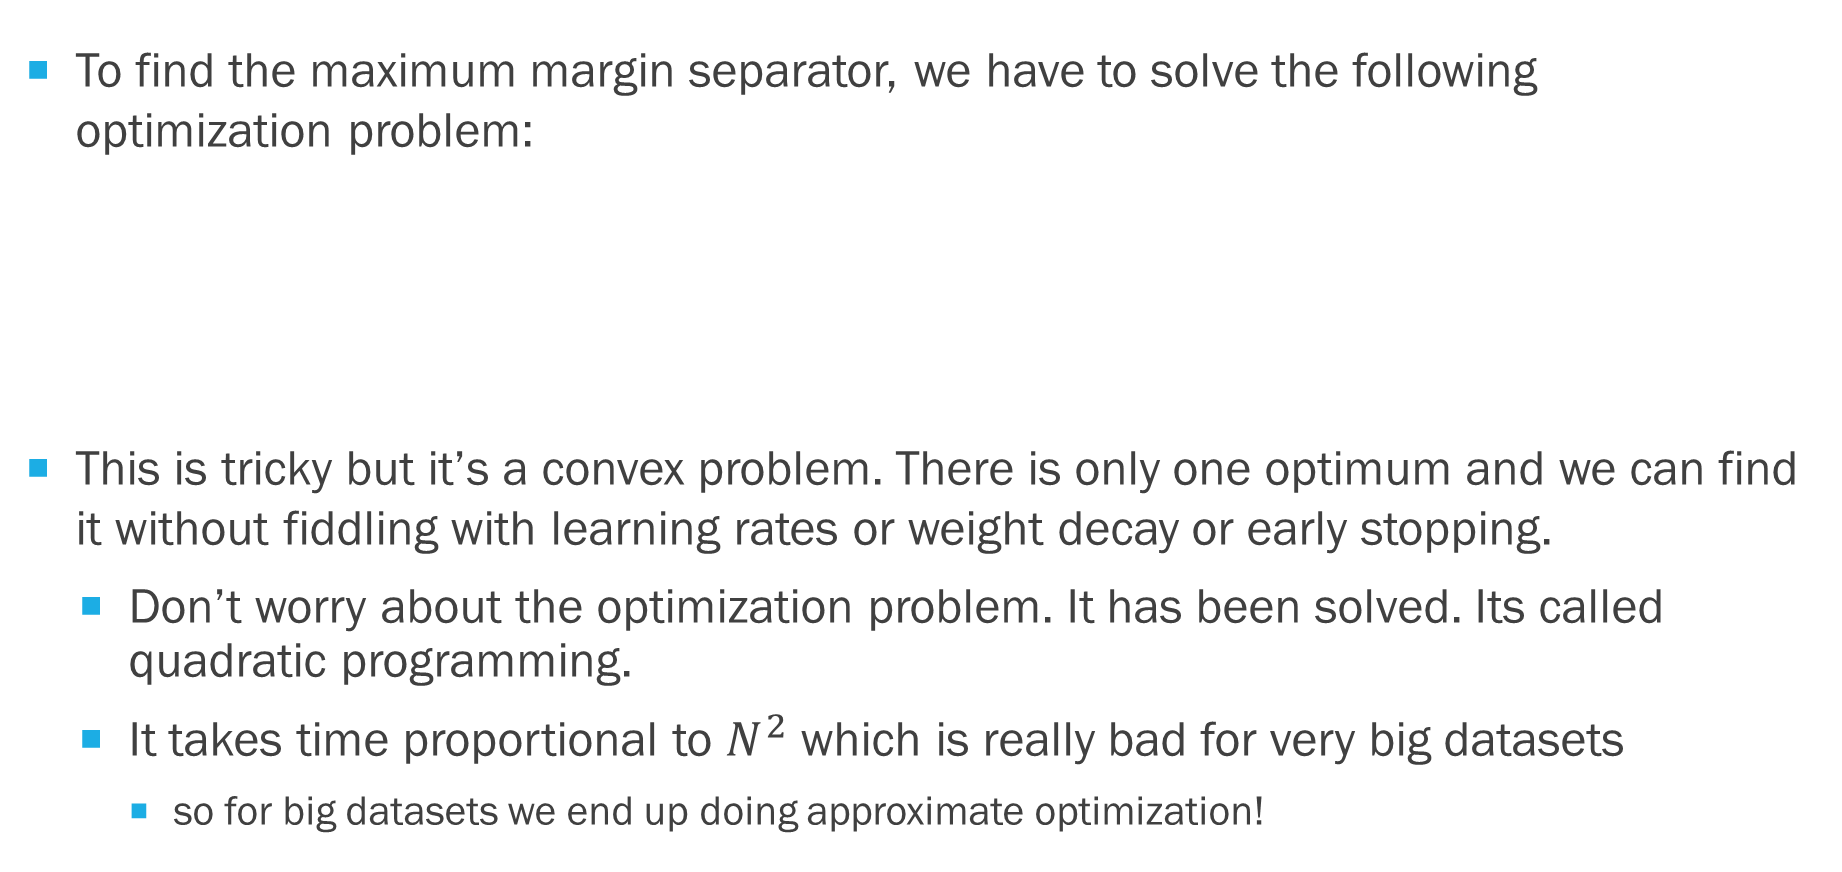 To find the maximum margin separator, we have to solve the following
optimization problem:
This is tricky but it’s a convex problem. There is only one optimum and we can find
it without fiddling with learning rates or weight decay or early stopping.
Don’t worry about the optimization problem. It has been solved. Its called
quadratic programming.
It takes time proportional to N² which is really bad for very big datasets
so for big datasets we end up doing approximate optimization!